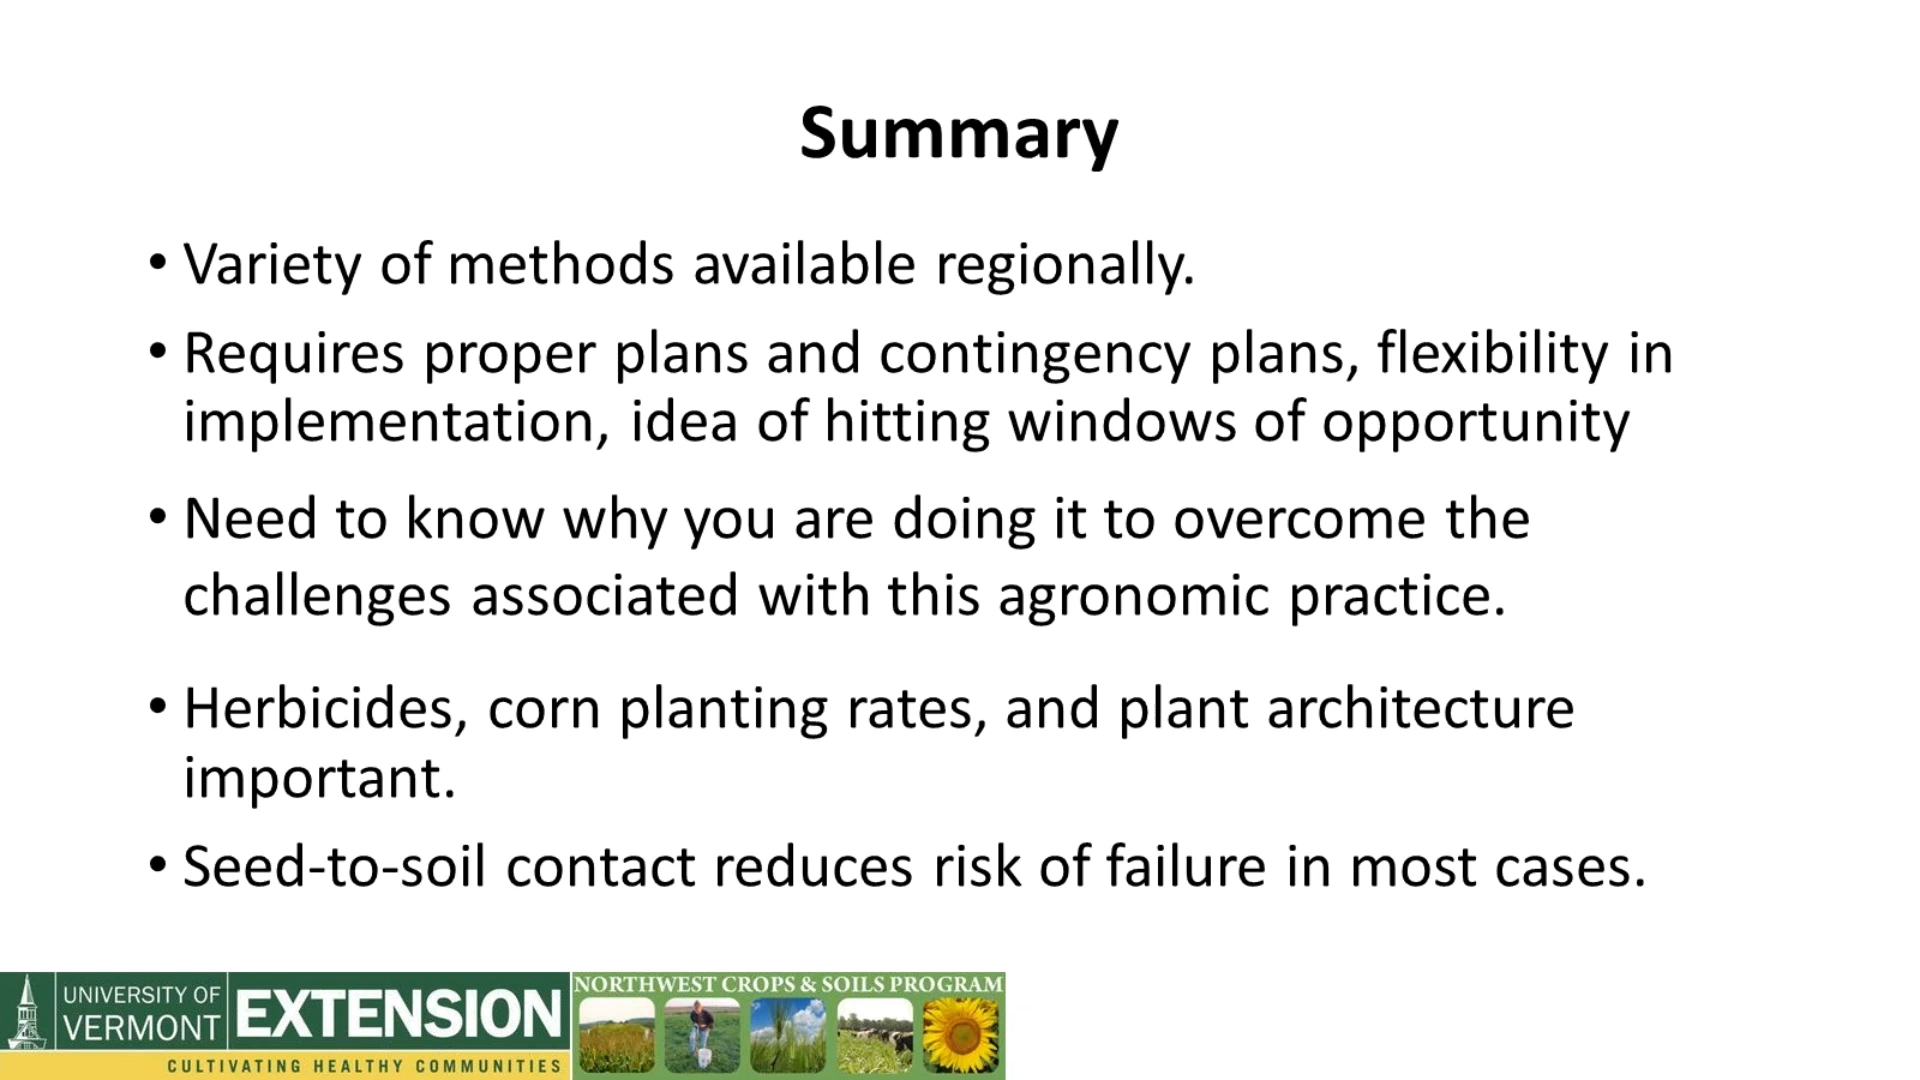 Summary
• Variety of methods available regionally.
• Requires proper plans and contingency plans, flexibility in
implementation, idea of hitting windows of opportunity
• Need to know why you are doing it to overcome the
challenges associated with this agronomic practice.
• Herbicides, corn planting rates, and plant architecture
important.
• Seed-to-soil contact reduces risk of failure in most cases.
UNIVERSITY OF
VERMONT
EXTENSION
CULTIVATING HEALTHY COMMUNITIES
NORTHWEST CROPS & SOILS PROGRAM